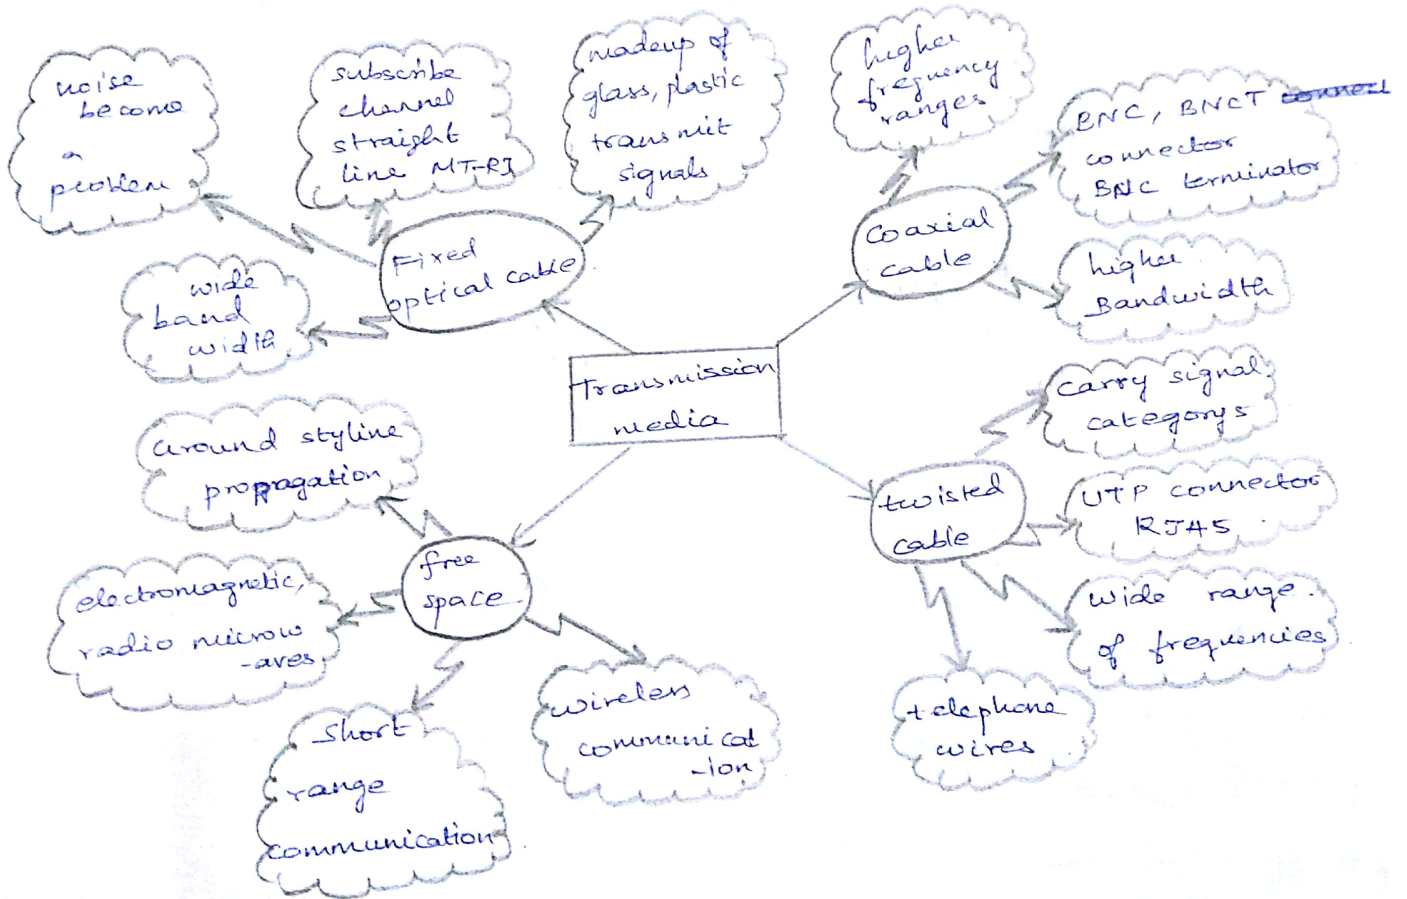 noise
become
a
problem
subscribe
channel
straight
line MT-RJ
madeup of
glass, plastic
transmit
signals
higher
frequency
ranges
BNC, BNCT connect
connector
BNC terminator
Coaxial
cable
higher
Bandwidth
Fixed
optical cable
wide
band
width
Transmission
media
carry signal
categorys
around styline
propragation
twisted
cable
UTP connector
RJ45
free
space
electromagnetic,
radio microw
-aves
wide range
of frequencies
telephone
wires
wireless
communicat
-ion
short
range
communication